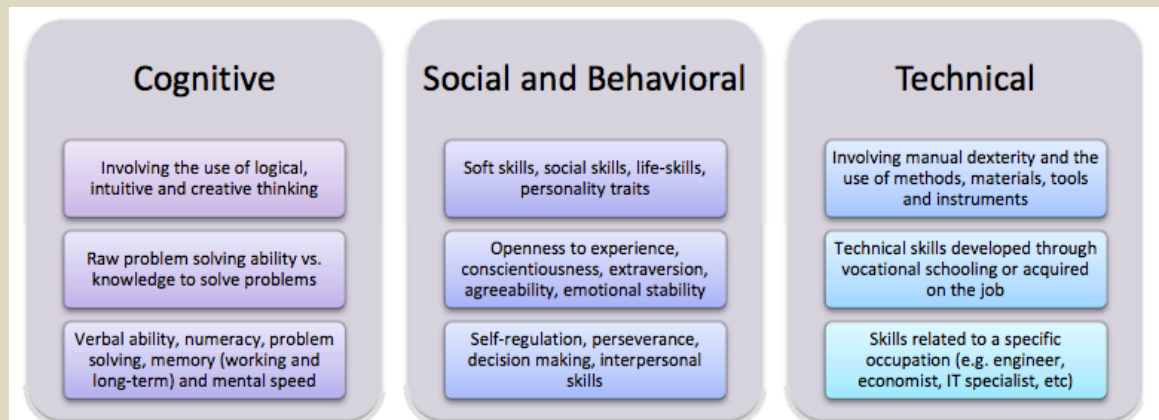 Cognitive
Involving the use of logical,
intuitive and creative thinking
Raw problem solving ability vs.
knowledge to solve problems
Verbal ability, numeracy, problem
solving, memory (working and
long-term) and mental speed
Social and Behavioral
Soft skills, social skills, life-skills,
personality traits
Openness to experience,
conscientiousness, extraversion,
agreeability, emotional stability
Self-regulation, perseverance,
decision making, interpersonal
skills
Technical
Involving manual dexterity and the
use of methods, materials, tools
and instruments
Technical skills developed through
vocational schooling or acquired
on the job
Skills related to a specific
occupation (e.g. engineer,
economist, IT specialist, etc)